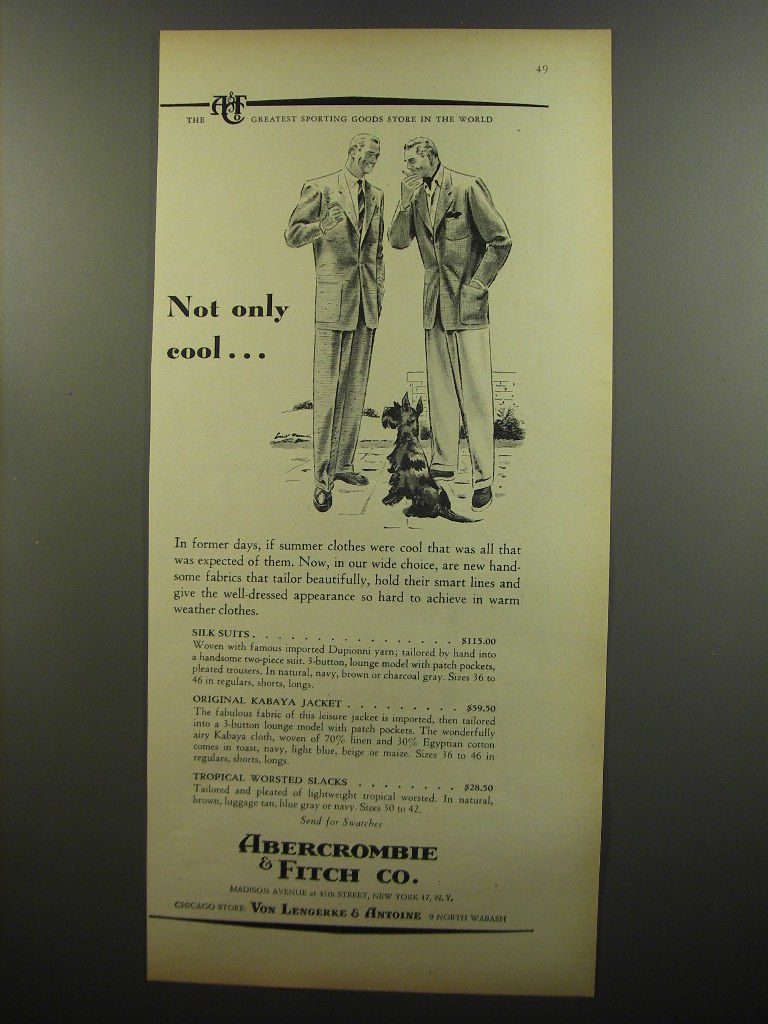 49
A&F Co
THE GREATEST SPORTING GOODS STORE IN THE WORLD
Not only
cool...
In former days, if summer clothes were cool that was all that
was expected of them. Now, in our wide choice, are new hand-
some fabrics that tailor beautifully, hold their smart lines and
give the well-dressed appearance so hard to achieve in warm
weather clothes.
SILK SUITS . . . . . . . . . . . . . . . . $115.00
Woven with famous imported Dupionni yarn; tailored by hand into
a handsome two-piece suit. 3-button, lounge model with patch pockets,
pleated trousers. In natural, navy, brown or charcoal gray. Sizes 36 to
46 in regulars, shorts, longs.
ORIGINAL KABAYA JACKET . . . . . . . . . $59.50
The fabulous fabric of this leisure jacket is imported, then tailored
into a 3-button lounge model with patch pockets. The wonderfully
airy Kabaya cloth, woven of 70% linen and 30% Egyptian cotton
comes in toast, navy, light blue, beige or maize. Sizes 36 to 46 in
regulars, shorts, longs.
TROPICAL WORSTED SLACKS . . . . . . . . $28.50
Tailored and pleated of lightweight tropical worsted. In natural,
brown, luggage tan, blue gray or navy. Sizes 30 to 42.
Send for Swatches
ABERCROMBIE
& FITCH CO.
MADISON AVENUE at 45th STREET, NEW YORK 17, N. Y.
CHICAGO STORE: VON LENGERKE & ANTOINE 9 NORTH WABASH